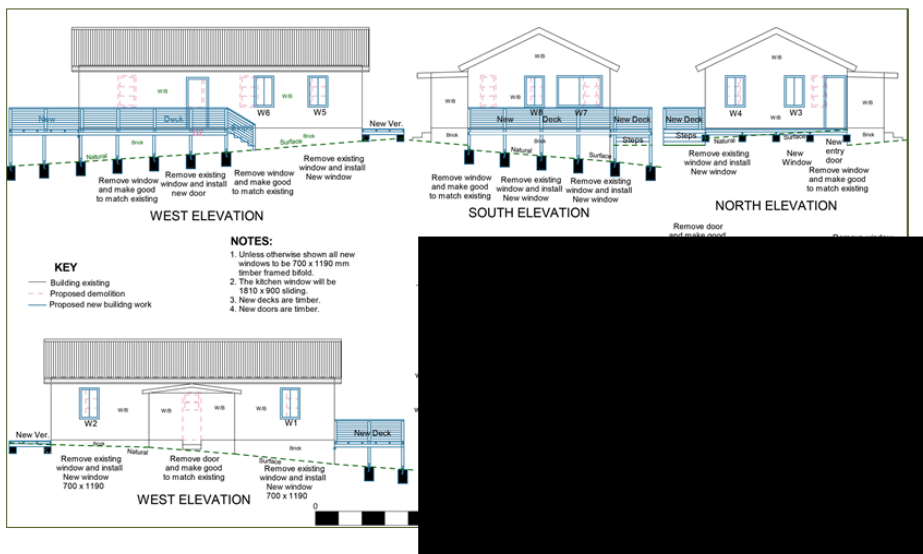 W/B
W/B
W/B
W6
W5
New
Deck
Steps
New Ver.
Brick
Brick
Natural
Surface
Remove window
and make good
to match existing
Remove existing
window and install
new door
Remove window
and make good
to match existing
Remove existing
window and install
New window
WEST ELEVATION
W/B
W/B
W/B
W8
W7
New
Deck
New Deck
Steps
Brick
Brick
Natural
Surface
Remove window
and make good
to match existing
Remove existing
window and install
New window
Remove existing
window and install
New window
SOUTH ELEVATION
W/B
W/B
W/B
W4
W3
New Deck
Steps
Natural
Surface
Brick
Remove existing
window and install
New window
New
Window
New
entry
door
Remove window
and make good
to match existing
NORTH ELEVATION
Remove door
and make good
KEY
Building existing
Proposed demolition
Proposed new builidng work
NOTES:
1. Unless otherwise shown all new
windows to be 700 x 1190 mm
timber framed bifold.
2. The kitchen window will be
1810 x 900 sliding.
3. New decks are timber.
4. New doors are timber.
W2
W/B
W/B
W/B
W/B
W1
New Ver.
New Deck
Brick
Brick
Natural
Surface
Remove existing
window and install
New window
700 x 1190
Remove door
and make good
to match existing
Remove existing
window and install
New window
700 x 1190
WEST ELEVATION
0